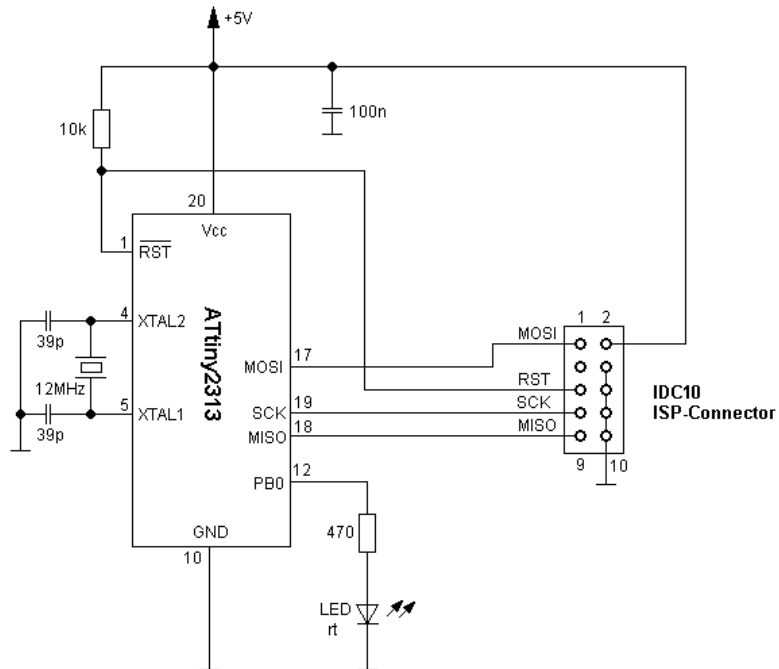 +5V
10k
100n
20
Vcc
1
RST
4
XTAL2
39p
12MHz
ATtiny2313
5
XTAL1
39p
MOSI
17
SCK
19
MISO
18
PB0
12
GND
10
470
LED
rt
1 2
MOSI
RST
SCK
MISO
9 10
IDC10
ISP-Connector